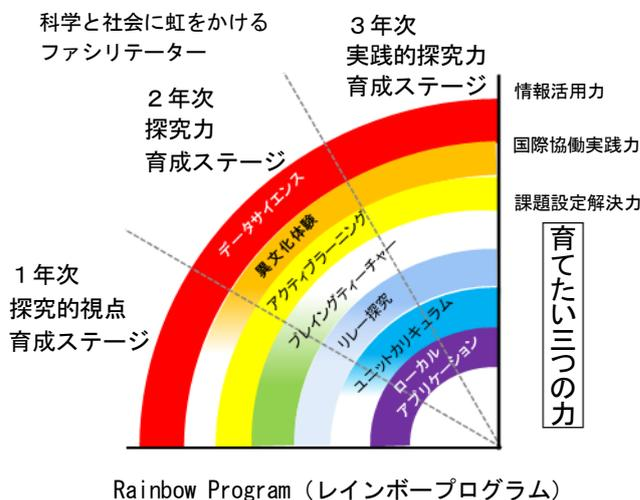 科学と社会に虹をかける
ファシリテーター
3年次
実践的探究力
育成ステージ
2年次
探究力
育成ステージ
1年次
探究的視点
育成ステージ
情報活用力
国際協働実践力
課題設定解決力
育てたい三つの力
データサイエンス
異文化体験
アクティブラーニング
プレイングティーチャー
リレー探究
ユニットカリキュラム
ローカル
アプリケーション
Rainbow Program (レインボープログラム)